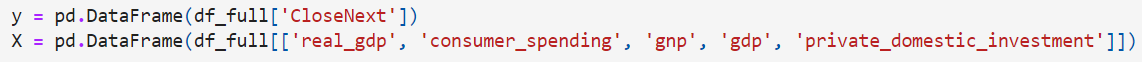 y = pd.DataFrame(df_full['CloseNext'])
X = pd.DataFrame(df_full[['real_gdp', 'consumer_spending', 'gnp', 'gdp', 'private_domestic_investment']])